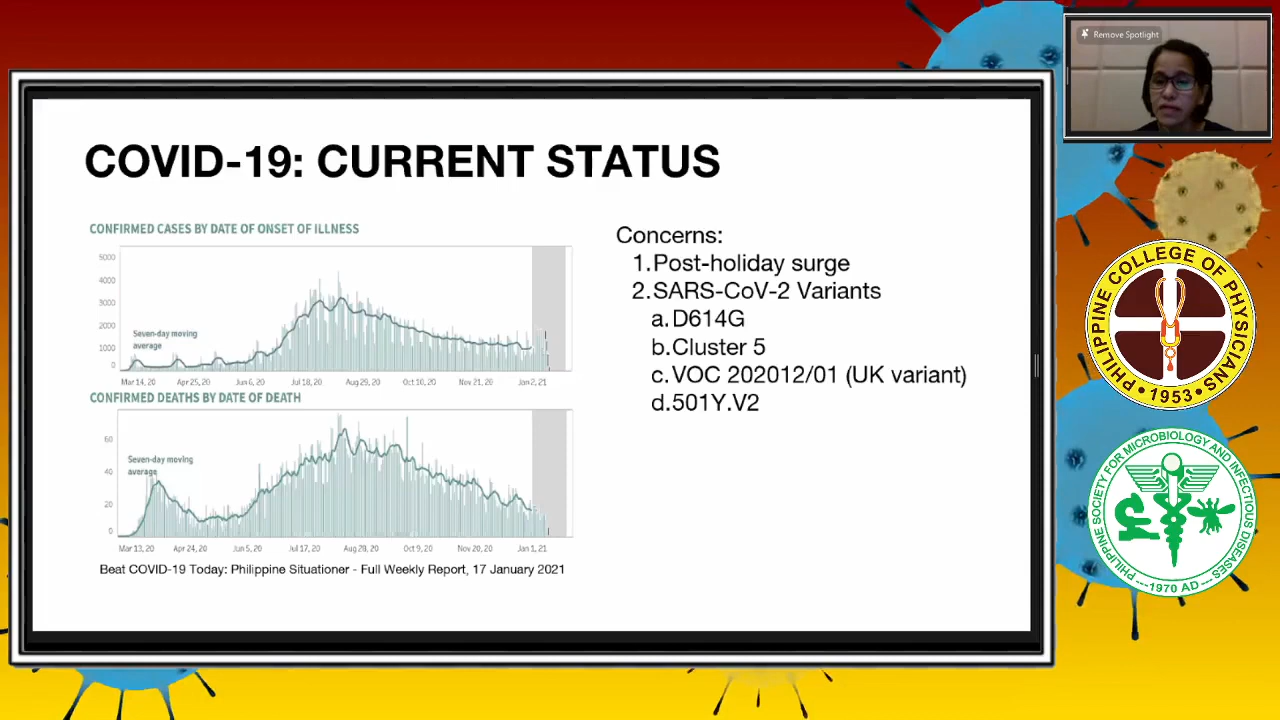 Remove Spotlight
COVID-19: CURRENT STATUS
CONFIRMED CASES BY DATE OF ONSET OF ILLNESS
5000
4000
3000
2000
1000
0
Seven-day moving
average
Mar 14, 20 Apr 25, 20 Jun 6, 20 Jul 18, 20 Aug 29, 20 Oct 10, 20 Nov 21, 20 Jan 2, 21
CONFIRMED DEATHS BY DATE OF DEATH
60
40
20
0
Seven-day moving
average
Mar 13, 20 Apr 24, 20 Jun 5, 20 Jul 17, 20 Aug 28, 20 Oct 9, 20 Nov 20, 20 Jan 1, 21
Beat COVID-19 Today: Philippine Situationer - Full Weekly Report, 17 January 2021
Concerns:
1.Post-holiday surge
2.SARS-CoV-2 Variants
a.D614G
b.Cluster 5
c.VOC 202012/01 (UK variant)
d.501Y.V2
PHILIPPINE COLLEGE OF PHYSICIANS
• 1953 •
PHILIPPINE SOCIETY FOR MICROBIOLOGY AND INFECTIOUS DISEASES
---1970 AD---